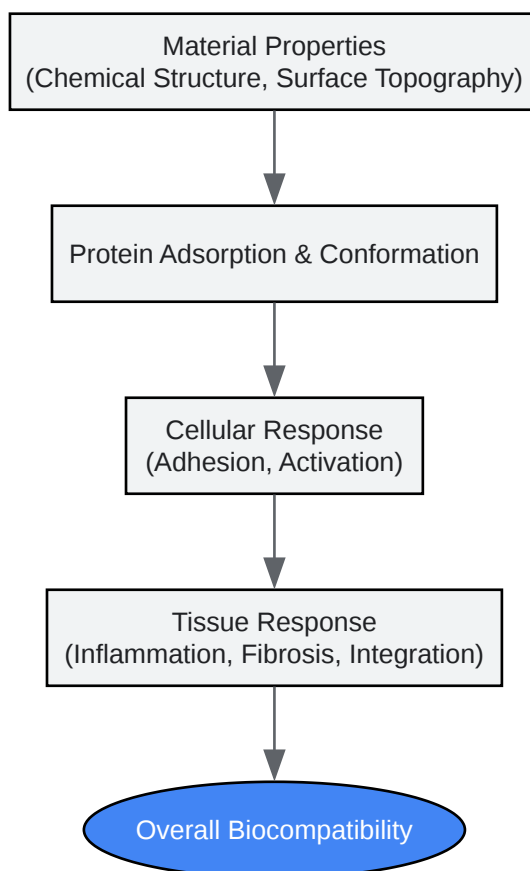 Material Properties
(Chemical Structure, Surface Topography)
Protein Adsorption & Conformation
Cellular Response
(Adhesion, Activation)
Tissue Response
(Inflammation, Fibrosis, Integration)
Overall Biocompatibility